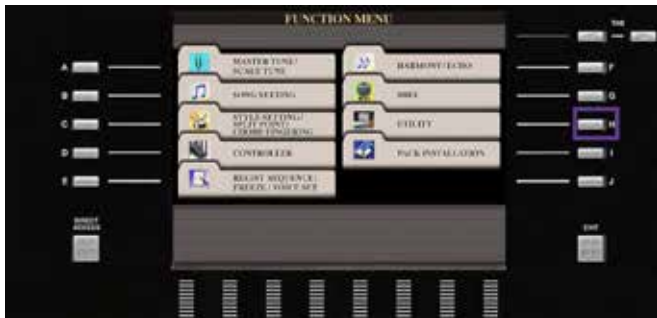 FUNCTION MENU
MASTER TUNE/
SCALE TUNE
HARMONY/ECHO
SONG SETTING
MIDI
STYLE SETTING/
SPLIT POINT/
CHORD FINGERING
UTILITY
CONTROLLER
PACK INSTALLATION
REGIST SEQUENCE/
FREEZE/VOICE SET
A
B
C
D
E
F
G
H
I
J
DIRECT
ACCESS
EXIT